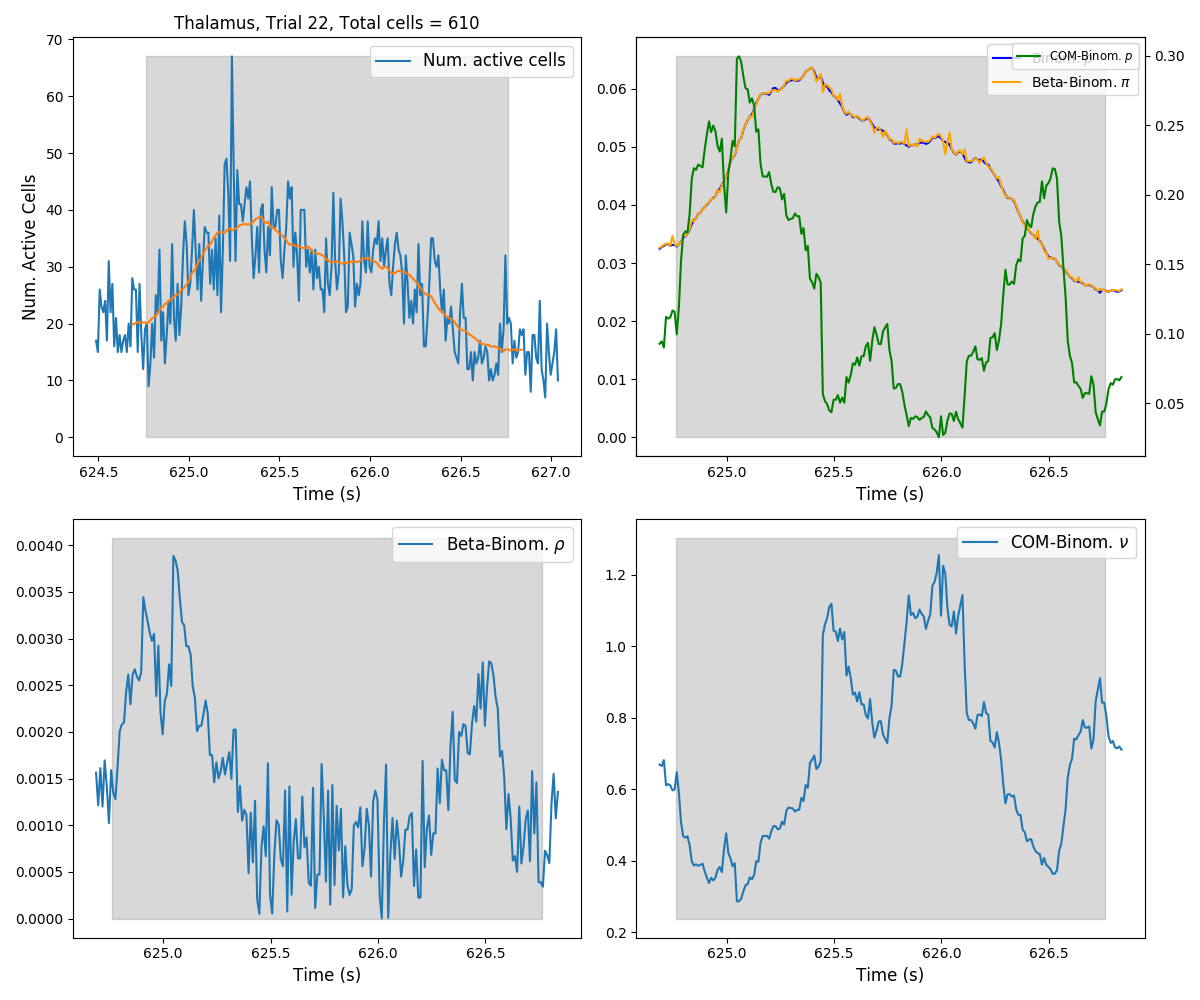 Thalamus, Trial 22, Total cells = 610
Num. active cells
Num. Active Cells
70
60
50
40
30
20
10
0
624.5 625.0 625.5 626.0 626.5 627.0
Time (s)
COM-Binom. p
Beta-Binom. π
0.06
0.05
0.04
0.03
0.02
0.01
0.00
0.30
0.25
0.20
0.15
0.10
0.05
625.0 625.5 626.0 626.5
Time (s)
Beta-Binom. ρ
0.0040
0.0035
0.0030
0.0025
0.0020
0.0015
0.0010
0.0005
0.0000
625.0 625.5 626.0 626.5
Time (s)
COM-Binom. ν
1.2
1.0
0.8
0.6
0.4
0.2
625.0 625.5 626.0 626.5
Time (s)